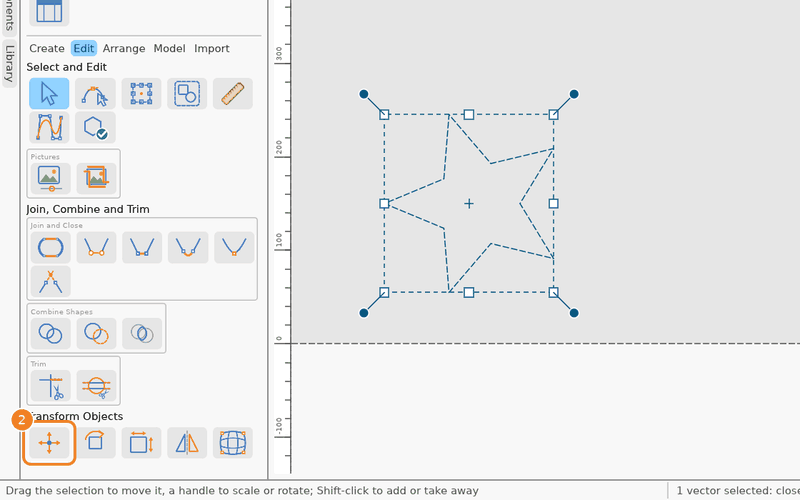 nents
Library
Create Edit Arrange Model Import
Select and Edit
Pictures
Join, Combine and Trim
Join and Close
Combine Shapes
Trim
2
ransform Objects
300
200
100
0
-100
Drag the selection to move it, a handle to scale or rotate; Shift-click to add or take away
1 vector selected: close